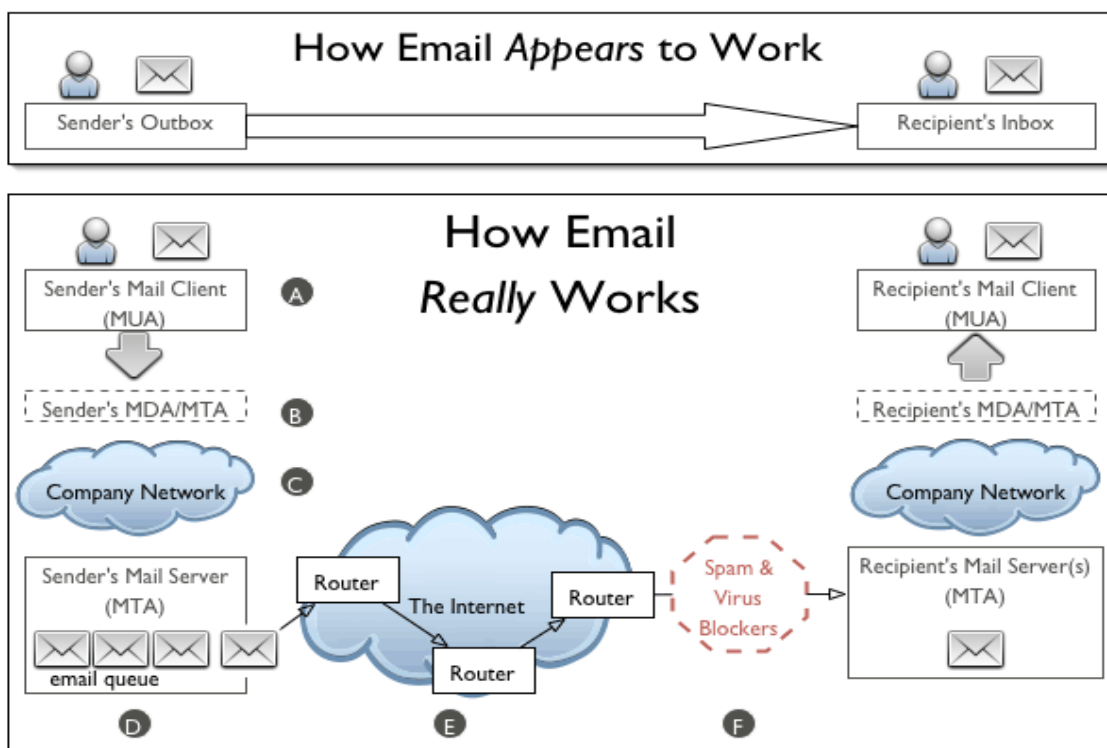 How Email Appears to Work
Sender's Outbox
Recipient's Inbox
How Email
Really Works
Sender's Mail Client
(MUA)
A
Recipient's Mail Client
(MUA)
Sender's MDA/MTA
B
Recipient's MDA/MTA
Company Network
C
Company Network
Sender's Mail Server
(MTA)
email queue
Router
The Internet
Router
Router
Spam &
Virus
Blockers
Recipient's Mail Server(s)
(MTA)
D
E
F